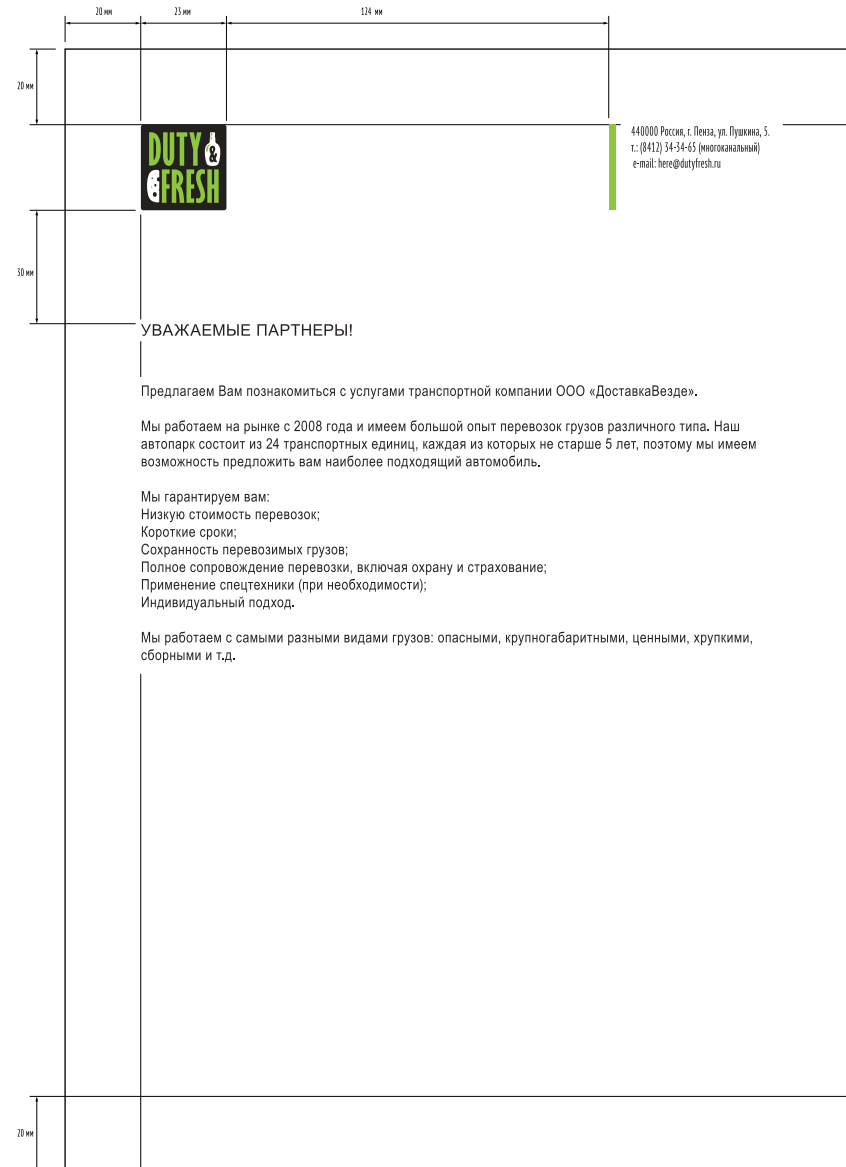 20 мм
23 мм
124 мм
20 мм
DUTY &
FRESH
440000 Россия, г. Пенза, ул. Пушкина, 5.
т.: (8412) 34-34-65 (многоканальный)
e-mail: here@dutyfresh.ru
30 мм
УВАЖАЕМЫЕ ПАРТНЕРЫ!
Предлагаем Вам познакомиться с услугами транспортной компании ООО «ДоставкаВезде».
Мы работаем на рынке с 2008 года и имеем большой опыт перевозок грузов различного типа. Наш
автопарк состоит из 24 транспортных единиц, каждая из которых не старше 5 лет, поэтому мы имеем
возможность предложить вам наиболее подходящий автомобиль.
Мы гарантируем вам:
Низкую стоимость перевозок;
Короткие сроки;
Сохранность перевозимых грузов;
Полное сопровождение перевозки, включая охрану и страхование;
Применение спецтехники (при необходимости);
Индивидуальный подход.
Мы работаем с самыми разными видами грузов: опасными, крупногабаритными, ценными, хрупкими,
сборными и т.д.
20 мм